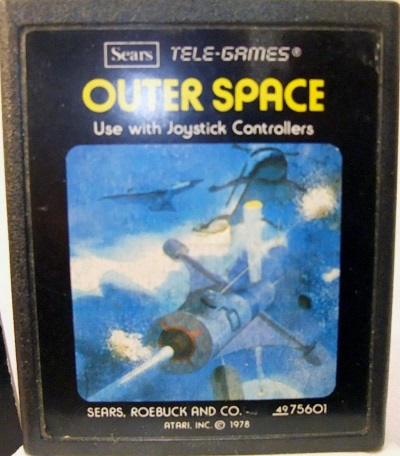 Sears TELE-GAMES®
OUTER SPACE
Use with Joystick Controllers
SEARS, ROEBUCK AND CO. 49 75601
ATARI, INC. © 1978